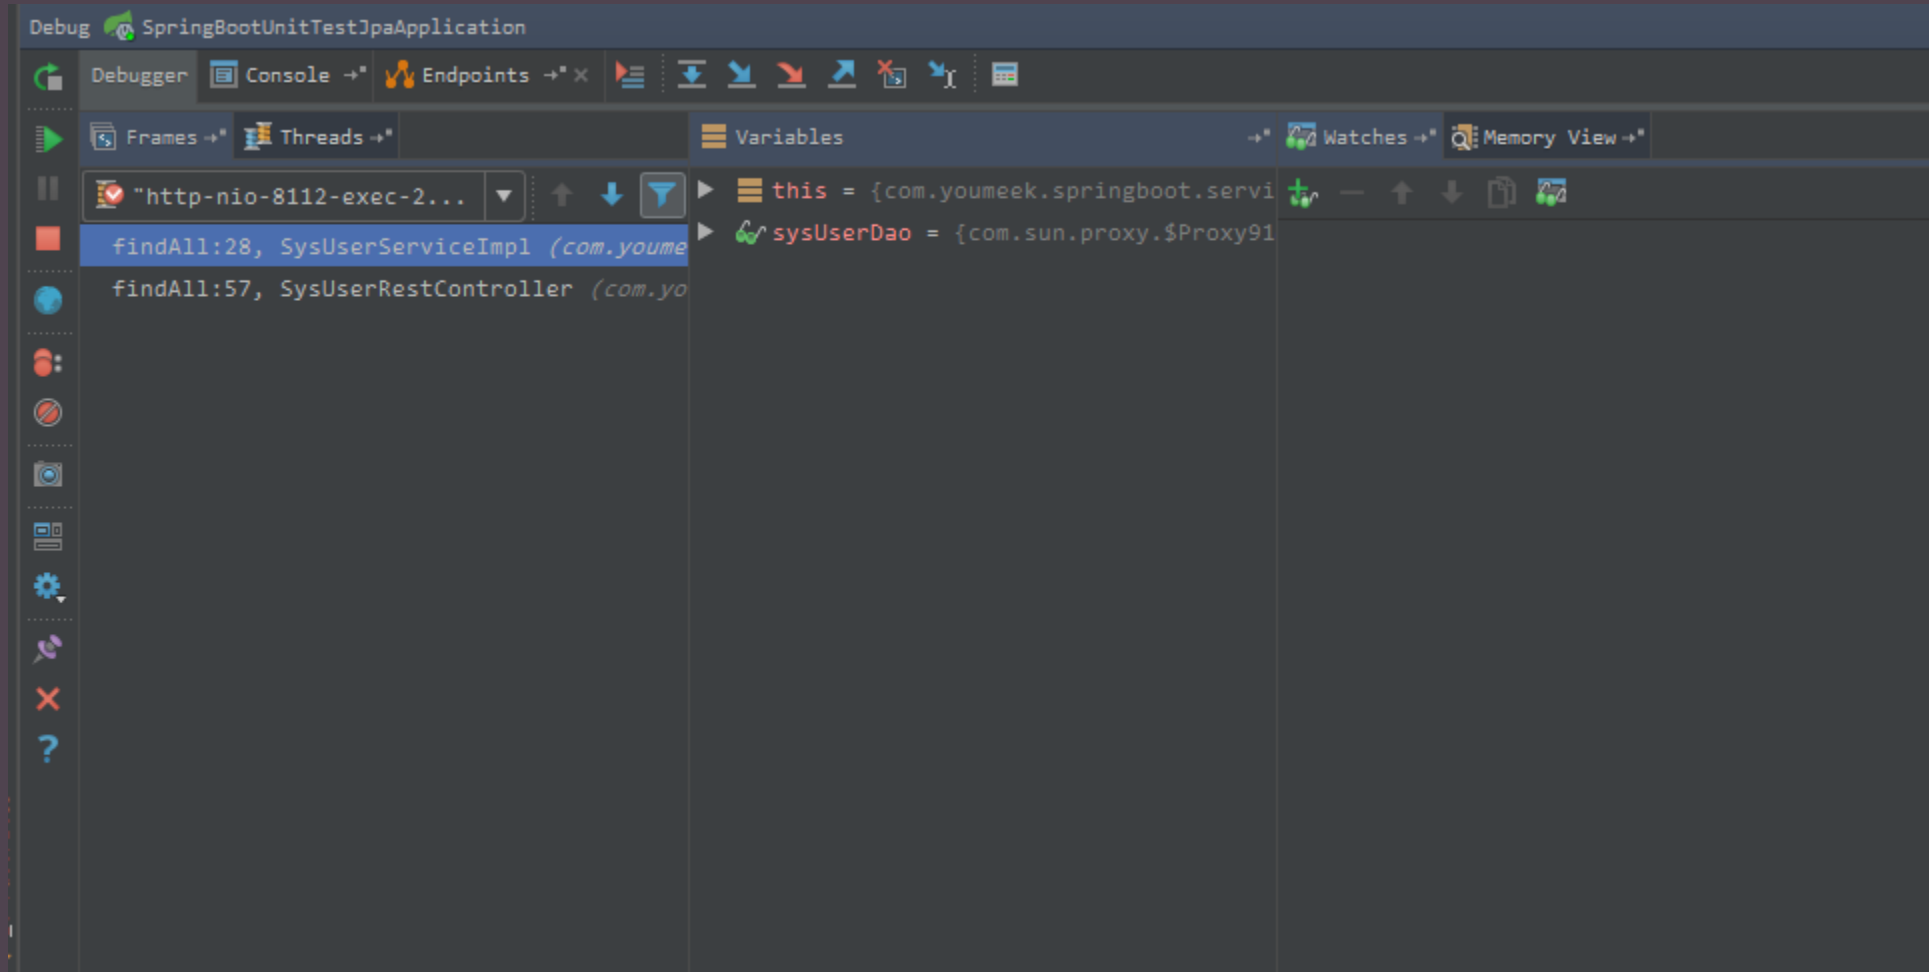 Debug SpringBootUnitTestJpaApplication
Debugger Console Endpoints
Frames Threads Variables Watches Memory View
"http-nio-8112-exec-2... this = {com.youmeek.springboot.servi
findAll:28, SysUserServiceImpl (com.youme sysUserDao = {com.sun.proxy.$Proxy91
findAll:57, SysUserRestController (com.yo